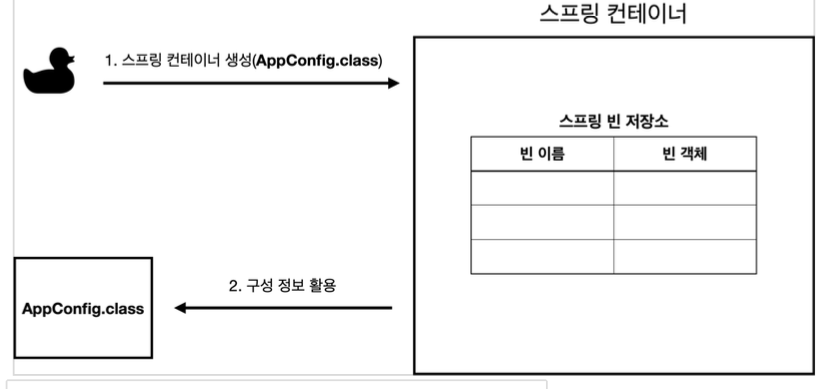 스프링 컨테이너
1. 스프링 컨테이너 생성(AppConfig.class)
스프링 빈 저장소
빈 이름 빈 객체
2. 구성 정보 활용
AppConfig.class